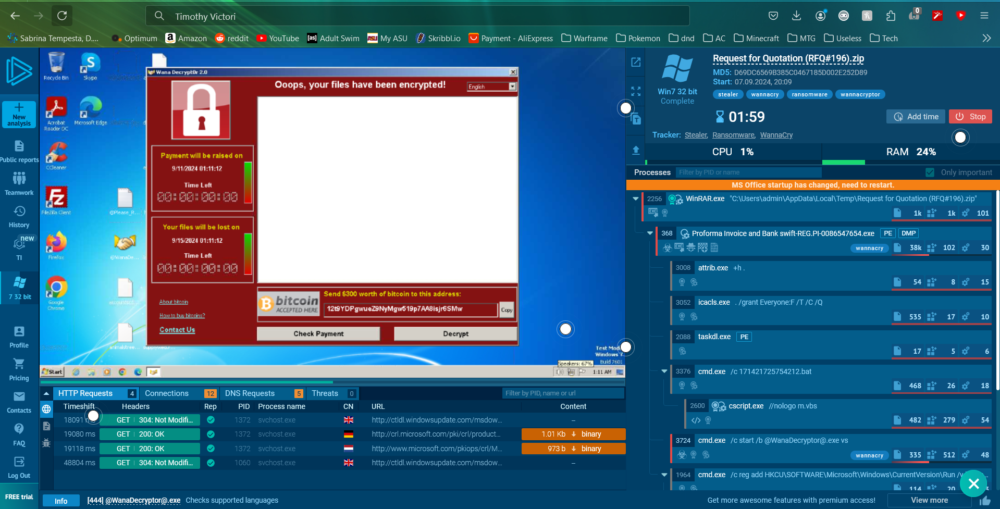 Timothy Victori
Sabrina Tempesta, D....
Optimum
Amazon
reddit
YouTube
[as] Adult Swim
My ASU
Skribbl.io
Payment - AliExpress
Warframe
Pokemon
dnd
AC
Minecraft
MTG
Useless
Tech
0
New
analysis
Public reports
Teamwork
History
new
TI
7 32 bit
Profile
Pricing
Contacts
FAQ
Log Out
FREE trial
Recycle Bin
Skype
Acrobat
Reader DC
Microsoft Edge
CCleaner
FileZilla Client
@Please_R...
Firefox
@WanaDe...
Google
Chrome
Wana Decrypt0r 2.0
Ooops, your files have been encrypted!
English
Payment will be raised on
9/11/2024 01:11:12
Time Left
00:00:00:00
Your files will be lost on
9/15/2024 01:11:12
Time Left
00:00:00:00
About bitcoin
How to buy bitcoins?
Contact Us
bitcoin
ACCEPTED HERE
Send $300 worth of bitcoin to this address:
12t9YDPgwueZ9NyMgw519p7AA8isjr6SMw
Copy
Check Payment
Decrypt
Test Mod
Windows 7
Build 7601
Speakers: 67%
Start
1:11 AM
HTTP Requests 4
Connections 12
DNS Requests 5
Threats 0
Filter by PID, name or url
Timeshift Headers Rep PID Process name CN URL Content
18091 ms GET 304: Not Modifi... 1372 svchost.exe http://ctldl.windowsupdate.com/msdow... –
19080 ms GET 200: OK 1372 svchost.exe http://crl.microsoft.com/pki/crl/product... 1.01 Kb binary
19118 ms GET 200: OK 1372 svchost.exe http://www.microsoft.com/pkiops/crl/M... 973 b binary
48804 ms GET 304: Not Modifi... 1060 svchost.exe http://ctldl.windowsupdate.com/msdow... –
Info
[444] @WanaDecryptor@.exe Checks supported languages
Get more awesome features with premium access!
View more
Win7 32 bit
Complete
Request for Quotation (RFQ#196).zip
MD5: D69DC6569B385C0467185D002E252D89
Start: 07.09.2024, 20:09
stealer wannacry ransomware wannacryptor
01:59
Add time
Stop
Tracker: Stealer, Ransomware, WannaCry
CPU 1%
RAM 24%
Processes
Filter by PID or name
Only important
MS Office startup has changed, need to restart.
2256 WinRAR.exe "C:\Users\admin\AppData\Local\Temp\Request for Quotation (RFQ#196).zip"
EXE 1k 1k 101
368 Proforma Invoice and Bank swift-REG.PI-0086547654.exe PE DMP
EXE wannacry 38k 102 30
3008 attrib.exe +h .
54 8 15
3052 icacls.exe . /grant Everyone:F /T /C /Q
535 17 10
2088 taskdl.exe PE
17 5 6
3376 cmd.exe /c 171421725754212.bat
468 26 18
2600 cscript.exe //nologo m.vbs
482 279 54
3724 cmd.exe /c start /b @WanaDecryptor@.exe vs
wannacry 335 512 48
1964 cmd.exe /c reg add HKCU\SOFTWARE\Microsoft\Windows\CurrentVersion\Run /v
114 20